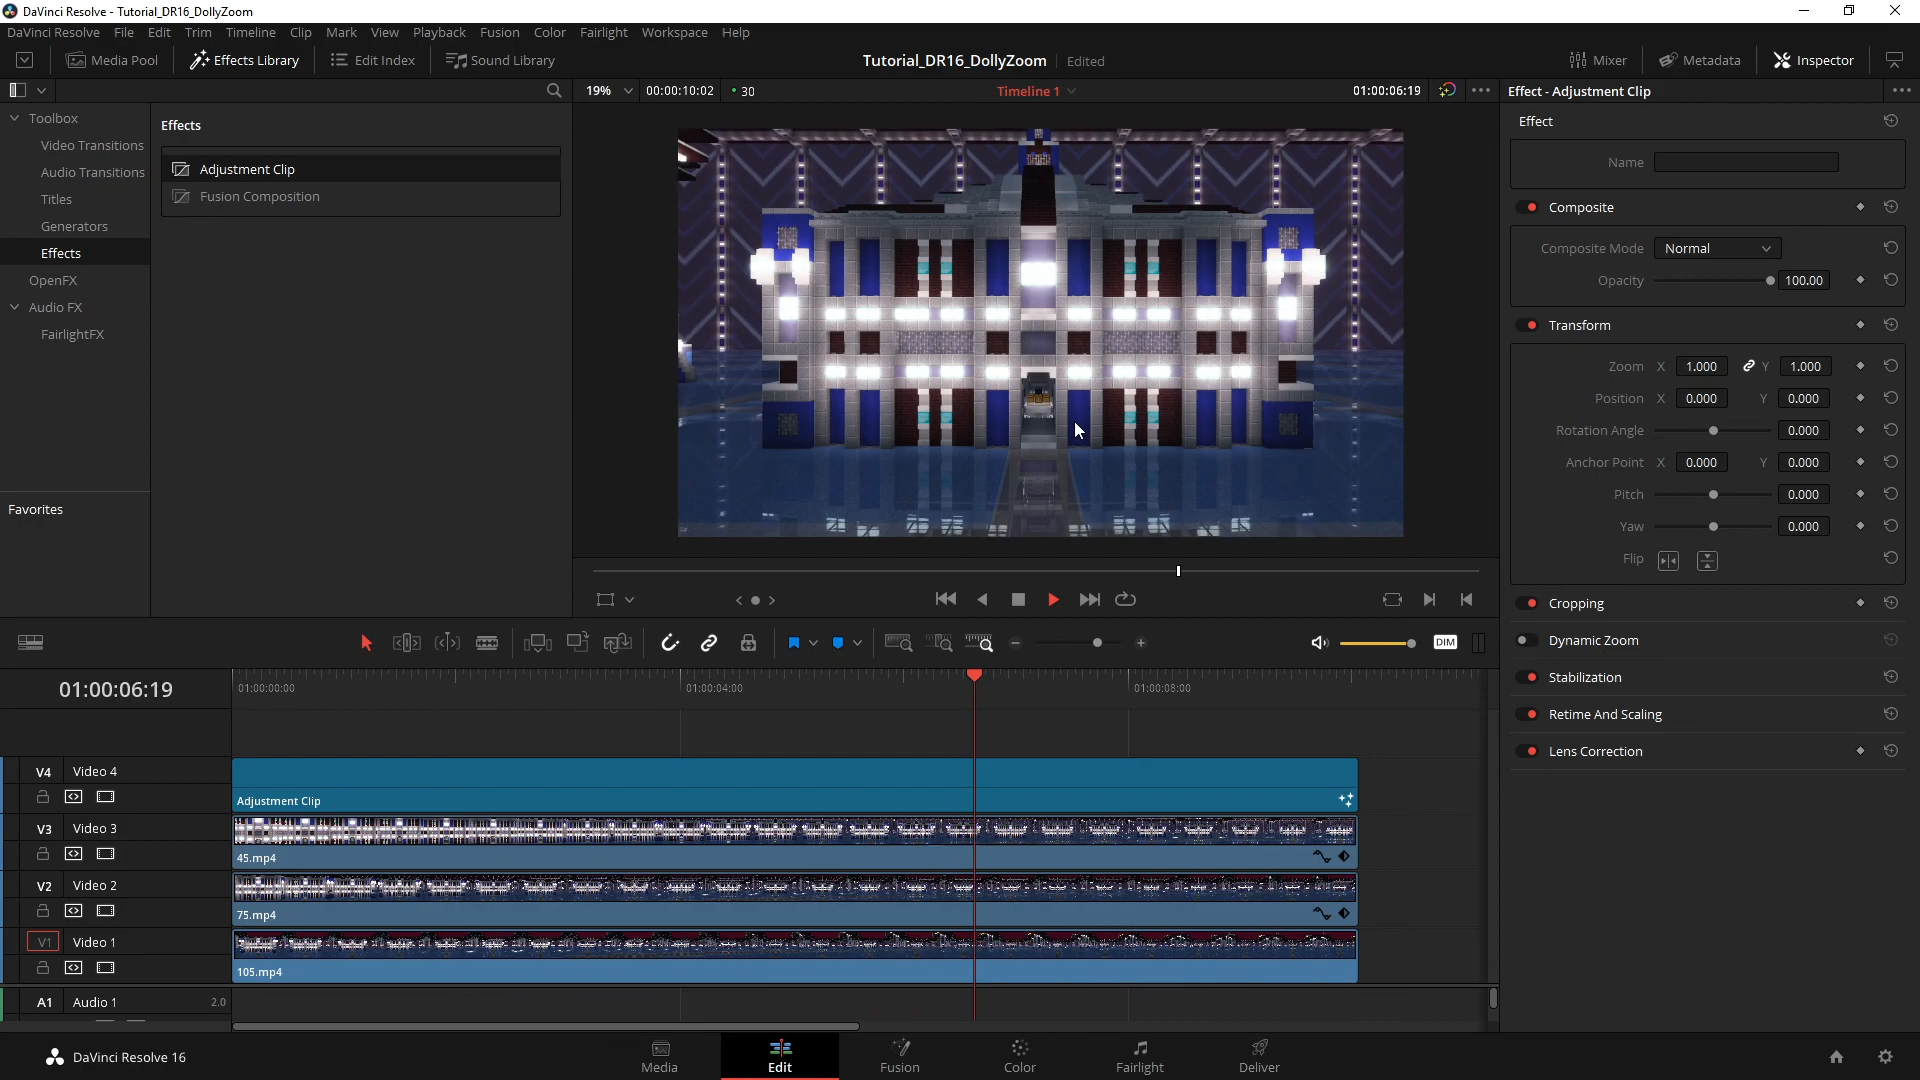 DaVinci Resolve - Tutorial_DR16_DollyZoom
DaVinci Resolve File Edit Trim Timeline Clip Mark View Playback Fusion Color Fairlight Workspace Help
Media Pool Effects Library Edit Index Sound Library Tutorial_DR16_DollyZoom Edited Mixer Metadata Inspector
19% 00:00:10:02 30 Timeline 1 01:00:06:19 Effect - Adjustment Clip
Toolbox
Video Transitions
Audio Transitions
Titles
Generators
Effects
OpenFX
Audio FX
FairlightFX
Favorites
Effects
Adjustment Clip
Fusion Composition
Effect
Name
Composite
Composite Mode Normal
Opacity 100.00
Transform
Zoom X 1.000 Y 1.000
Position X 0.000 Y 0.000
Rotation Angle 0.000
Anchor Point X 0.000 Y 0.000
Pitch 0.000
Yaw 0.000
Flip
Cropping
Dynamic Zoom
Stabilization
Retime And Scaling
Lens Correction
DIM
01:00:06:19 01:00:00:00 01:00:04:00 01:00:08:00
V4 Video 4
Adjustment Clip
V3 Video 3
45.mp4
V2 Video 2
75.mp4
V1 Video 1
105.mp4
A1 Audio 1 2.0
DaVinci Resolve 16 Media Edit Fusion Color Fairlight Deliver